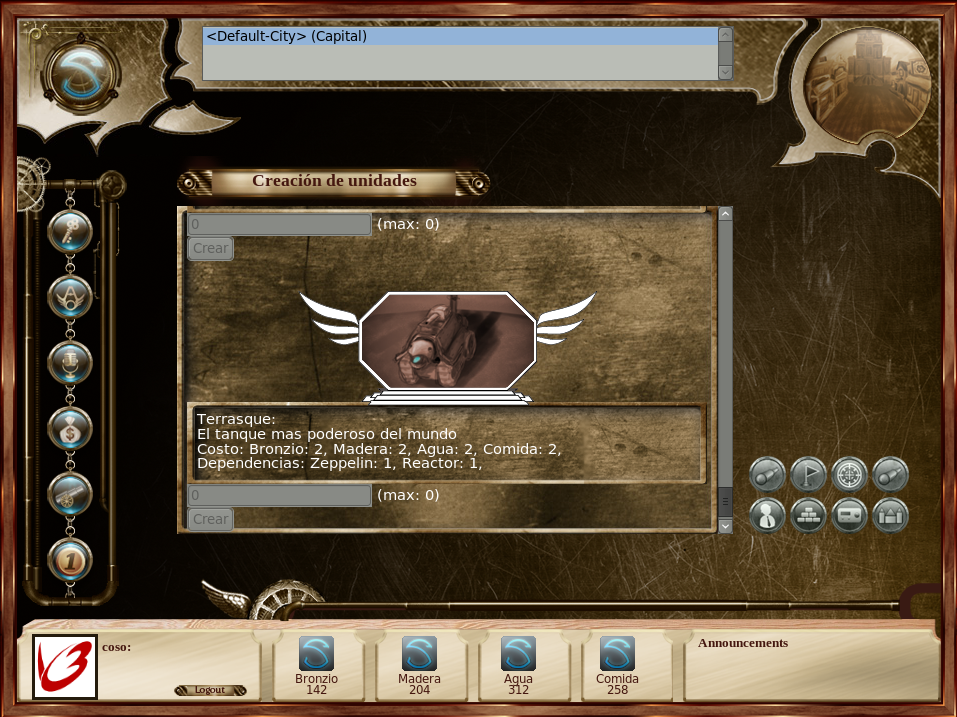 <Default-City> (Capital)
Creación de unidades
0 (max: 0)
Crear
Terrasque:
El tanque mas poderoso del mundo
Costo: Bronzio: 2, Madera: 2, Agua: 2, Comida: 2,
Dependencias: Zeppelin: 1, Reactor: 1,
0 (max: 0)
Crear
coso:
Logout
Bronzio
142
Madera
204
Agua
312
Comida
258
Announcements